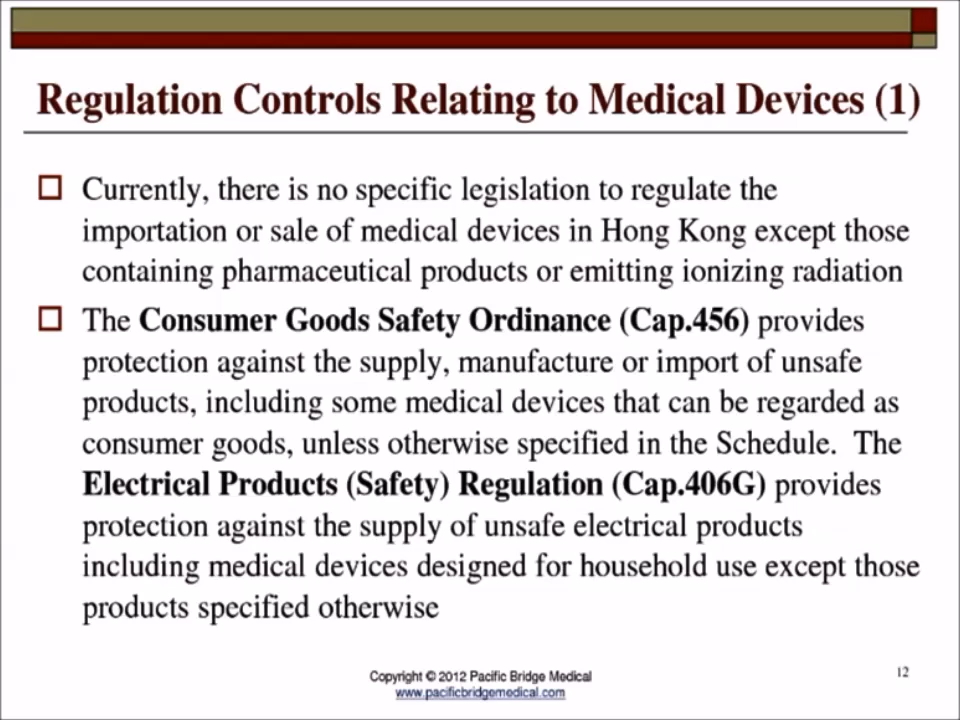 Regulation Controls Relating to Medical Devices (1)
Currently, there is no specific legislation to regulate the
importation or sale of medical devices in Hong Kong except those
containing pharmaceutical products or emitting ionizing radiation
The Consumer Goods Safety Ordinance (Cap.456) provides
protection against the supply, manufacture or import of unsafe
products, including some medical devices that can be regarded as
consumer goods, unless otherwise specified in the Schedule. The
Electrical Products (Safety) Regulation (Cap.406G) provides
protection against the supply of unsafe electrical products
including medical devices designed for household use except those
products specified otherwise
Copyright © 2012 Pacific Bridge Medical
www.pacificbridgemedical.com
12